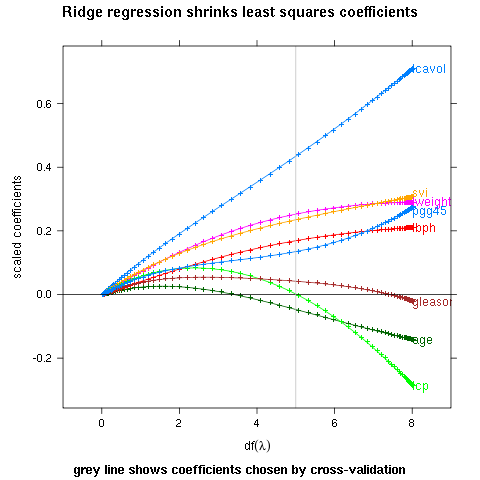 Ridge regression shrinks least squares coefficients
scaled coefficients
0.6
0.4
0.2
0.0
-0.2
lcavol
svi
lweight
pgg45
lbph
gleason
age
lcp
0
2
4
6
8
df(λ)
grey line shows coefficients chosen by cross-validation